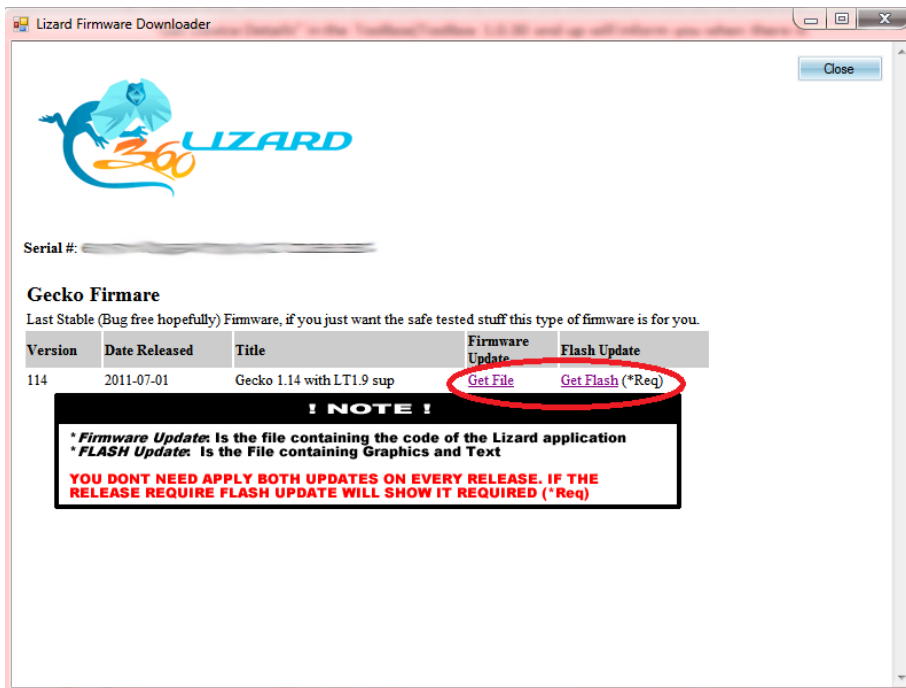 Lizard Firmware Downloader
Close
360 LIZARD
Serial #:
Gecko Firmare
Last Stable (Bug free hopefully) Firmware, if you just want the safe tested stuff this type of firmware is for you.
Version Date Released Title Firmware Update Flash Update
114 2011-07-01 Gecko 1.14 with LT1.9 sup Get File Get Flash (*Req)
! NOTE !
* Firmware Update: Is the file containing the code of the Lizard application
* FLASH Update: Is the File containing Graphics and Text
YOU DONT NEED APPLY BOTH UPDATES ON EVERY RELEASE. IF THE
RELEASE REQUIRE FLASH UPDATE WILL SHOW IT REQUIRED (*Req)